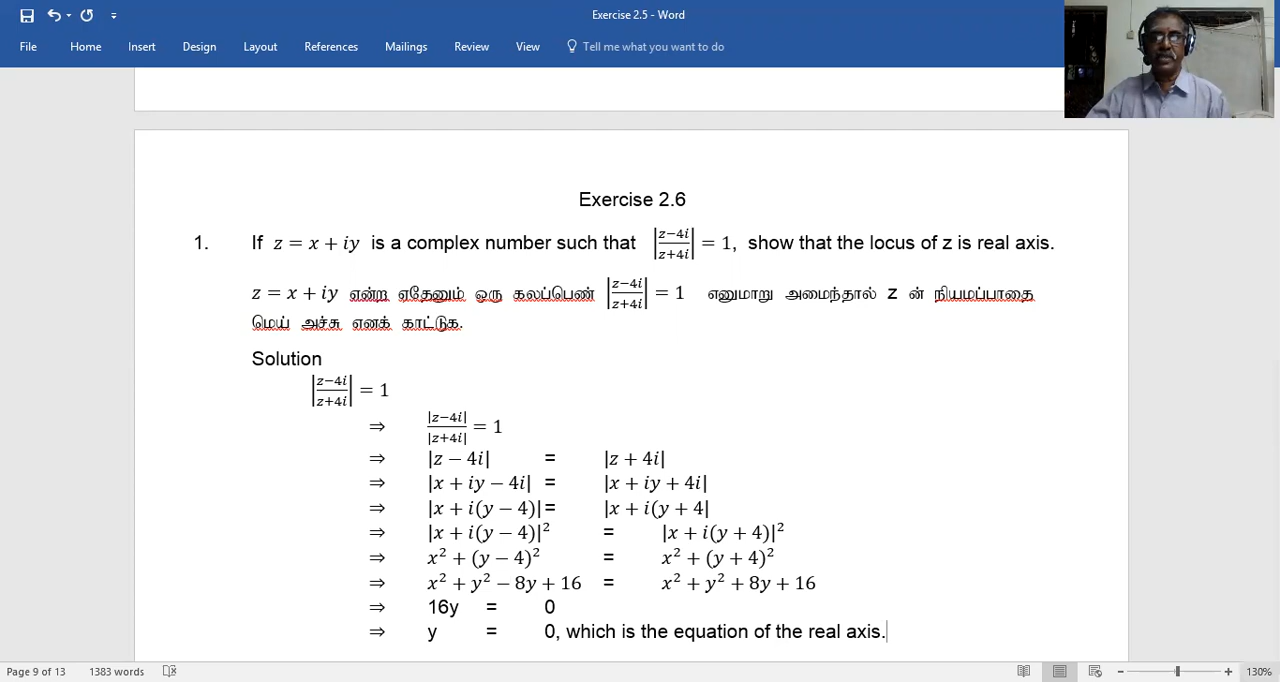 Exercise 2.5 - Word
File Home Insert Design Layout References Mailings Review View Tell me what you want to do
Exercise 2.6
1. If z = x + iy is a complex number such that |z−4i/z+4i| = 1, show that the locus of z is real axis.
z = x + iy என்ற ஏதேனும் ஒரு கலப்பெண் |z−4i/z+4i| = 1 எனுமாறு அமைந்தால் z ன் நியமப்பாதை
மெய் அச்சு எனக் காட்டுக.
Solution
|z−4i/z+4i| = 1
⇒ |z−4i|/|z+4i| = 1
⇒ |z − 4i| = |z + 4i|
⇒ |x + iy − 4i| = |x + iy + 4i|
⇒ |x + i(y − 4)| = |x + i(y + 4|
⇒ |x + i(y − 4)|² = |x + i(y + 4)|²
⇒ x² + (y − 4)² = x² + (y + 4)²
⇒ x² + y² − 8y + 16 = x² + y² + 8y + 16
⇒ 16y = 0
⇒ y = 0, which is the equation of the real axis.
Page 9 of 13 1383 words 130%